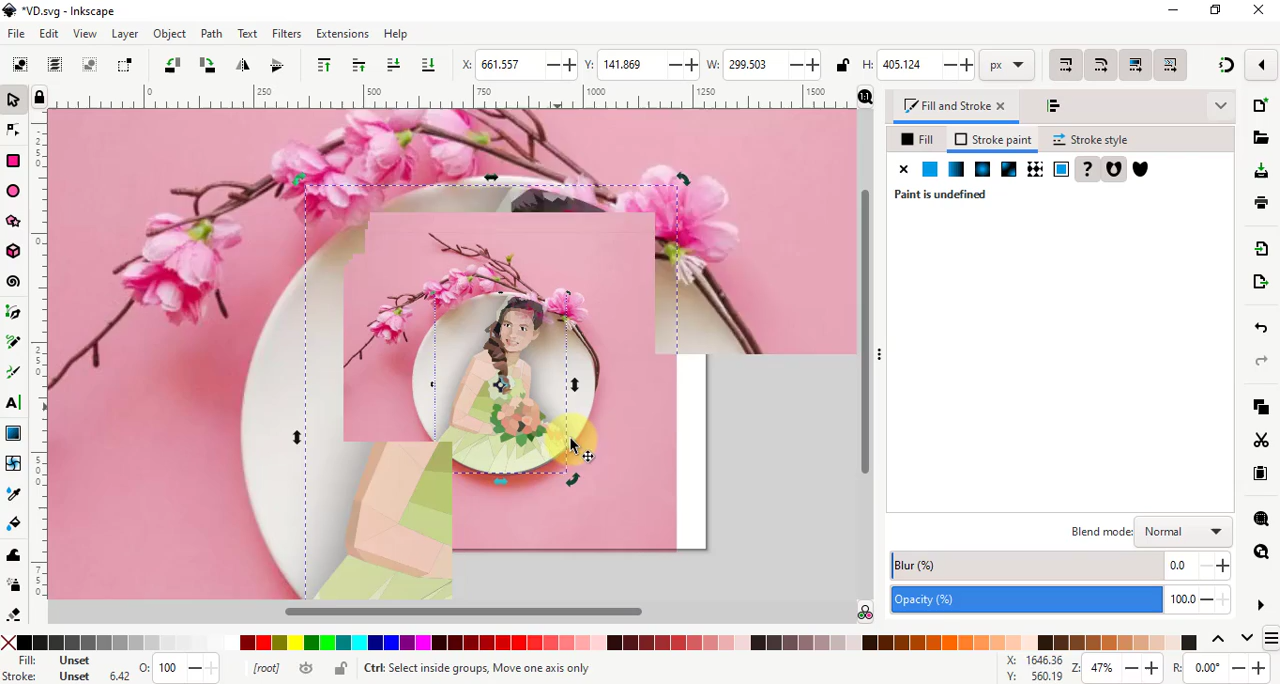 *VD.svg - Inkscape
File Edit View Layer Object Path Text Filters Extensions Help
X: 661.557 Y: 141.869 W: 299.503 H: 405.124 px
0 250 500 750 1000 1250 1500
Fill and Stroke
Fill Stroke paint Stroke style
?
Paint is undefined
Blend mode: Normal
Blur (%) 0.0
Opacity (%) 100.0
Fill: Unset O: 100 [root] Ctrl: Select inside groups, Move one axis only X: 1646.36 Z: 47% R: 0.00°
Stroke: Unset 6.42 Y: 560.19